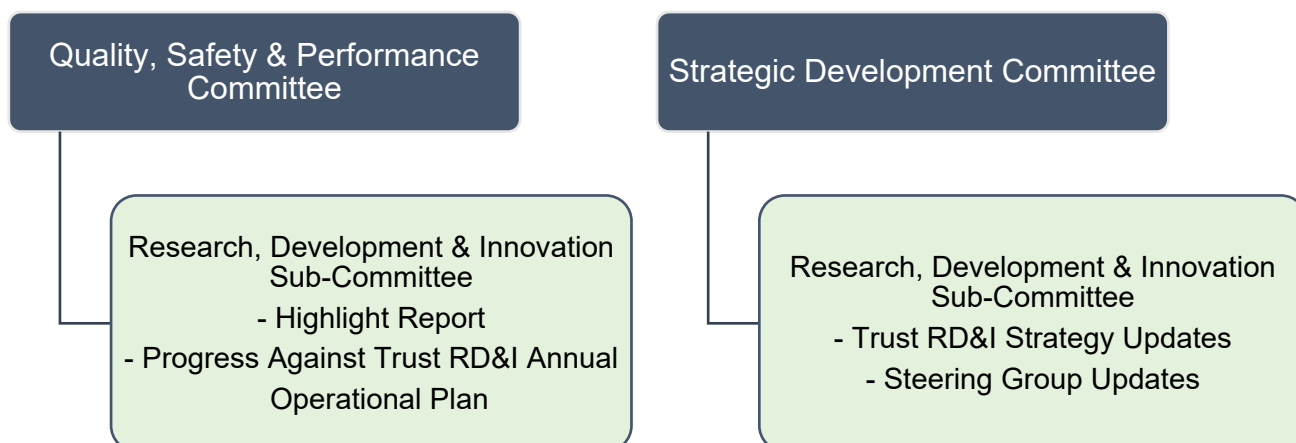 Quality, Safety & Performance
Committee
Strategic Development Committee
Research, Development & Innovation
Sub-Committee
- Highlight Report
- Progress Against Trust RD&I Annual
Operational Plan
Research, Development & Innovation
Sub-Committee
- Trust RD&I Strategy Updates
- Steering Group Updates